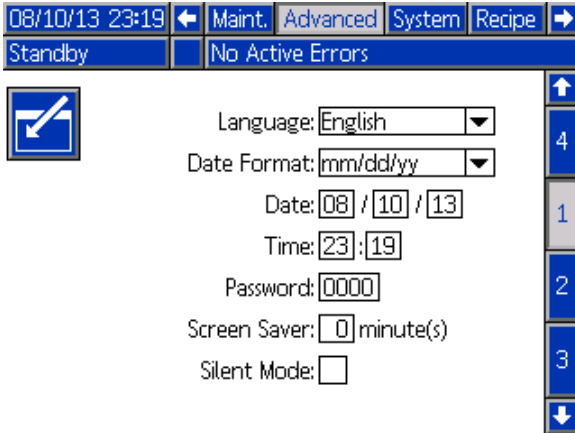 08/10/13 23:19 Maint. Advanced System Recipe
Standby No Active Errors
Language: English
4
Date Format: mm/dd/yy
Date: 08 / 10 / 13
1
Time: 23 : 19
Password: 0000
2
Screen Saver: 0 minute(s)
3
Silent Mode: